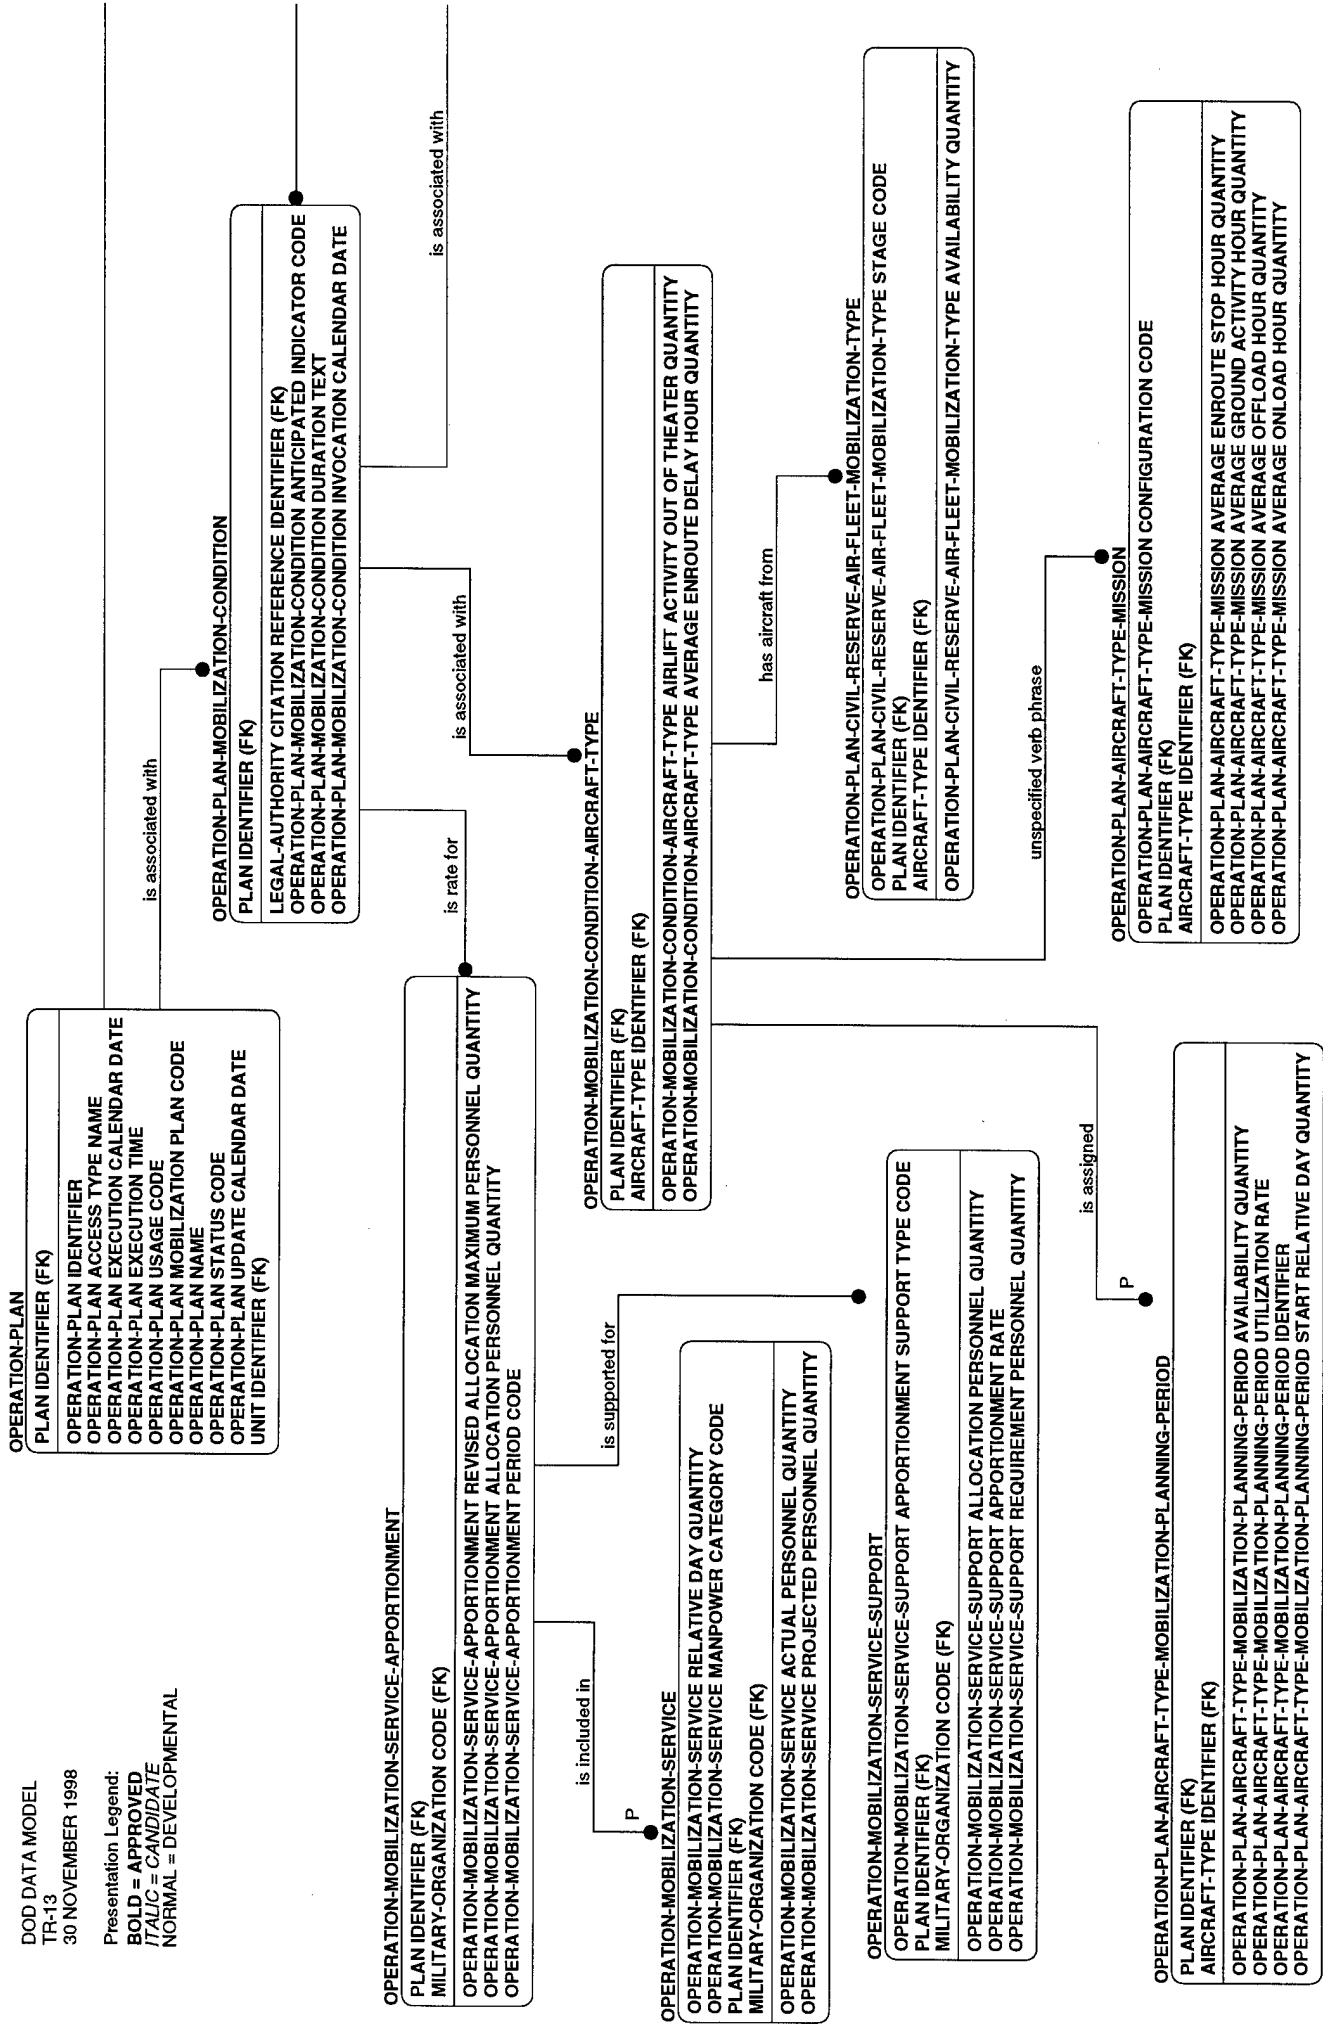 DOD DATA MODEL
TR-13
30 NOVEMBER 1998
Presentation Legend:
BOLD = APPROVED
ITALIC = CANDIDATE
NORMAL = DEVELOPMENTAL
OPERATION-PLAN
PLAN IDENTIFIER (FK)
OPERATION-PLAN IDENTIFIER
OPERATION-PLAN ACCESS TYPE NAME
OPERATION-PLAN EXECUTION CALENDAR DATE
OPERATION-PLAN EXECUTION TIME
OPERATION-PLAN USAGE CODE
OPERATION-PLAN MOBILIZATION PLAN CODE
OPERATION-PLAN NAME
OPERATION-PLAN STATUS CODE
OPERATION-PLAN UPDATE CALENDAR DATE
UNIT IDENTIFIER (FK)
is associated with
OPERATION-PLAN-MOBILIZATION-CONDITION
PLAN IDENTIFIER (FK)
LEGAL-AUTHORITY CITATION REFERENCE IDENTIFIER (FK)
OPERATION-PLAN-MOBILIZATION-CONDITION ANTICIPATED INDICATOR CODE
OPERATION-PLAN-MOBILIZATION-CONDITION DURATION TEXT
OPERATION-PLAN-MOBILIZATION-CONDITION INVOCATION CALENDAR DATE
is rate for
is associated with
is associated with
OPERATION-MOBILIZATION-SERVICE-APPORTIONMENT
PLAN IDENTIFIER (FK)
MILITARY-ORGANIZATION CODE (FK)
OPERATION-MOBILIZATION-SERVICE-APPORTIONMENT REVISED ALLOCATION MAXIMUM PERSONNEL QUANTITY
OPERATION-MOBILIZATION-SERVICE-APPORTIONMENT ALLOCATION PERSONNEL QUANTITY
OPERATION-MOBILIZATION-SERVICE-APPORTIONMENT PERIOD CODE
is included in
is supported for
P
OPERATION-MOBILIZATION-CONDITION-AIRCRAFT-TYPE
PLAN IDENTIFIER (FK)
AIRCRAFT-TYPE IDENTIFIER (FK)
OPERATION-MOBILIZATION-CONDITION-AIRCRAFT-TYPE AIRLIFT ACTIVITY OUT OF THEATER QUANTITY
OPERATION-MOBILIZATION-CONDITION-AIRCRAFT-TYPE AVERAGE ENROUTE DELAY HOUR QUANTITY
has aircraft from
unspecified verb phrase
is assigned
P
OPERATION-MOBILIZATION-SERVICE
OPERATION-MOBILIZATION-SERVICE RELATIVE DAY QUANTITY
OPERATION-MOBILIZATION-SERVICE MANPOWER CATEGORY CODE
PLAN IDENTIFIER (FK)
MILITARY-ORGANIZATION CODE (FK)
OPERATION-MOBILIZATION-SERVICE ACTUAL PERSONNEL QUANTITY
OPERATION-MOBILIZATION-SERVICE PROJECTED PERSONNEL QUANTITY
OPERATION-PLAN-CIVIL-RESERVE-AIR-FLEET-MOBILIZATION-TYPE
OPERATION-PLAN-CIVIL-RESERVE-AIR-FLEET-MOBILIZATION-TYPE STAGE CODE
PLAN IDENTIFIER (FK)
AIRCRAFT-TYPE IDENTIFIER (FK)
OPERATION-PLAN-CIVIL-RESERVE-AIR-FLEET-MOBILIZATION-TYPE AVAILABILITY QUANTITY
OPERATION-MOBILIZATION-SERVICE-SUPPORT
OPERATION-MOBILIZATION-SERVICE-SUPPORT APPORTIONMENT SUPPORT TYPE CODE
PLAN IDENTIFIER (FK)
MILITARY-ORGANIZATION CODE (FK)
OPERATION-MOBILIZATION-SERVICE-SUPPORT ALLOCATION PERSONNEL QUANTITY
OPERATION-MOBILIZATION-SERVICE-SUPPORT APPORTIONMENT RATE
OPERATION-MOBILIZATION-SERVICE-SUPPORT REQUIREMENT PERSONNEL QUANTITY
OPERATION-PLAN-AIRCRAFT-TYPE-MISSION
OPERATION-PLAN-AIRCRAFT-TYPE-MISSION CONFIGURATION CODE
PLAN IDENTIFIER (FK)
AIRCRAFT-TYPE IDENTIFIER (FK)
OPERATION-PLAN-AIRCRAFT-TYPE-MISSION AVERAGE ENROUTE STOP HOUR QUANTITY
OPERATION-PLAN-AIRCRAFT-TYPE-MISSION AVERAGE GROUND ACTIVITY HOUR QUANTITY
OPERATION-PLAN-AIRCRAFT-TYPE-MISSION AVERAGE OFFLOAD HOUR QUANTITY
OPERATION-PLAN-AIRCRAFT-TYPE-MISSION AVERAGE ONLOAD HOUR QUANTITY
OPERATION-PLAN-AIRCRAFT-TYPE-MOBILIZATION-PLANNING-PERIOD
PLAN IDENTIFIER (FK)
AIRCRAFT-TYPE IDENTIFIER (FK)
OPERATION-PLAN-AIRCRAFT-TYPE-MOBILIZATION-PLANNING-PERIOD AVAILABILITY QUANTITY
OPERATION-PLAN-AIRCRAFT-TYPE-MOBILIZATION-PLANNING-PERIOD UTILIZATION RATE
OPERATION-PLAN-AIRCRAFT-TYPE-MOBILIZATION-PLANNING-PERIOD IDENTIFIER
OPERATION-PLAN-AIRCRAFT-TYPE-MOBILIZATION-PLANNING-PERIOD START RELATIVE DAY QUANTITY